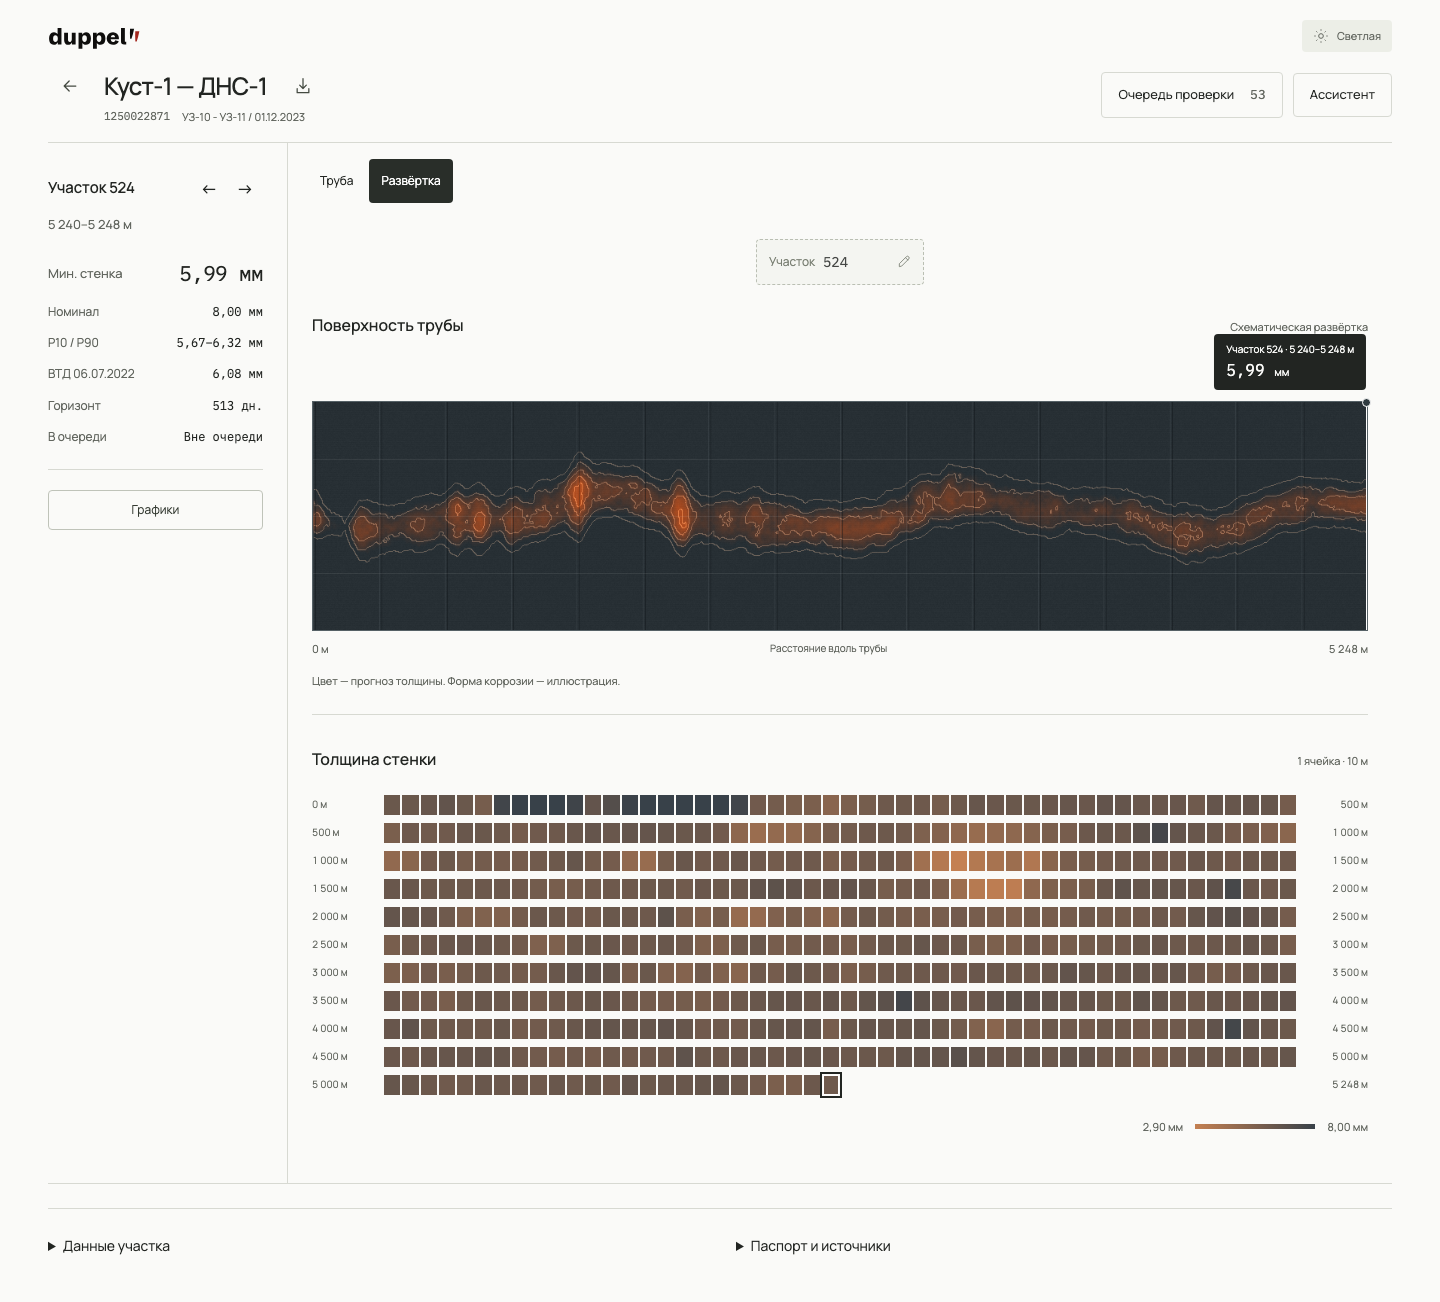 duppel
Светлая
Куст-1 — ДНС-1
1250022871 УЗ-10 - УЗ-11 / 01.12.2023
Очередь проверки 53
Ассистент
Участок 524
5 240–5 248 м
Мин. стенка 5,99 мм
Номинал 8,00 мм
P10 / P90 5,67–6,32 мм
ВТД 06.07.2022 6,08 мм
Горизонт 513 дн.
В очереди Вне очереди
Графики
Труба
Развёртка
Участок 524
Поверхность трубы
Схематическая развёртка
Участок 524 · 5 240–5 248 м
5,99 мм
0 м
Расстояние вдоль трубы
5 248 м
Цвет — прогноз толщины. Форма коррозии — иллюстрация.
Толщина стенки
1 ячейка · 10 м
0 м 500 м
500 м 1 000 м
1 000 м 1 500 м
1 500 м 2 000 м
2 000 м 2 500 м
2 500 м 3 000 м
3 000 м 3 500 м
3 500 м 4 000 м
4 000 м 4 500 м
4 500 м 5 000 м
5 000 м 5 248 м
2,90 мм 8,00 мм
Данные участка
Паспорт и источники